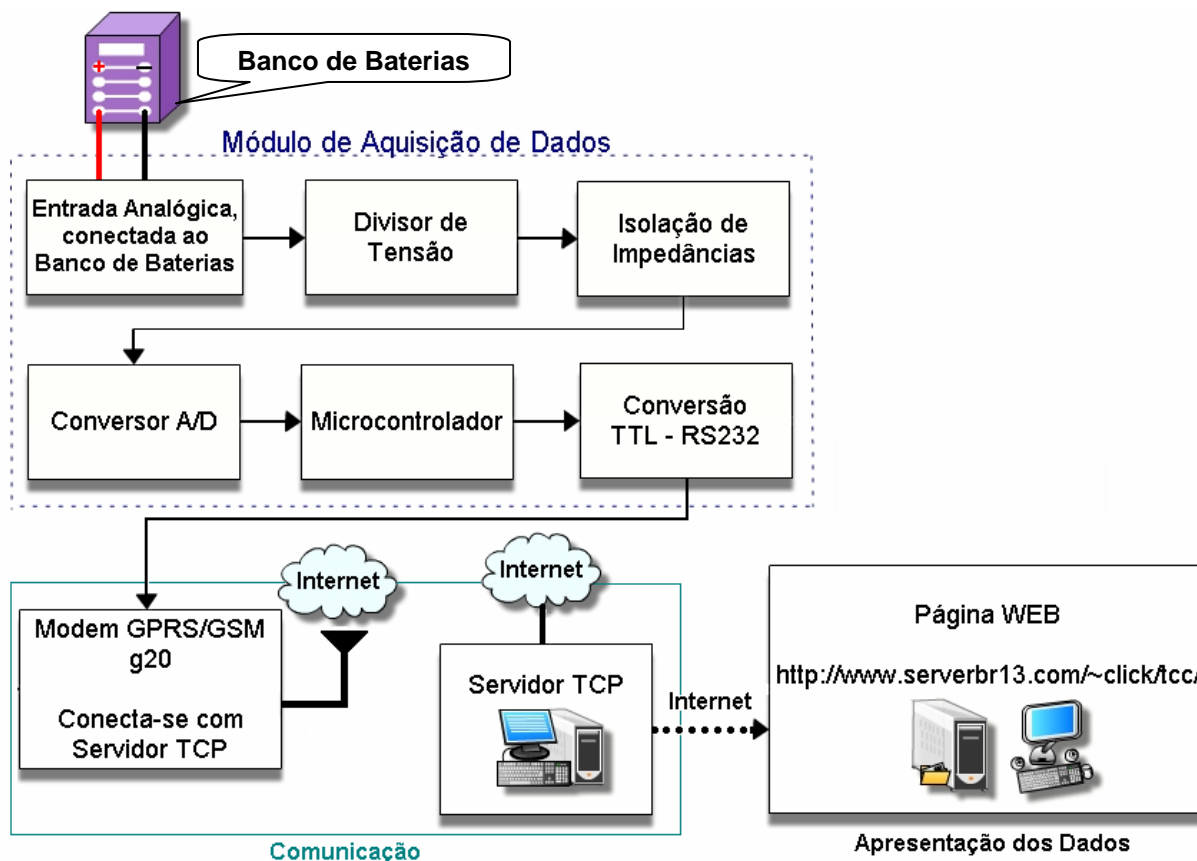 Banco de Baterias
+ −
Módulo de Aquisição de Dados
Entrada Analógica,
conectada ao
Banco de Baterias
Divisor de
Tensão
Isolação de
Impedâncias
Conversor A/D
Microcontrolador
Conversão
TTL - RS232
Internet
Internet
Modem GPRS/GSM
g20
Conecta-se com
Servidor TCP
Servidor TCP
Internet
Página WEB
http://www.serverbr13.com/~click/tcc/
Comunicação
Apresentação dos Dados